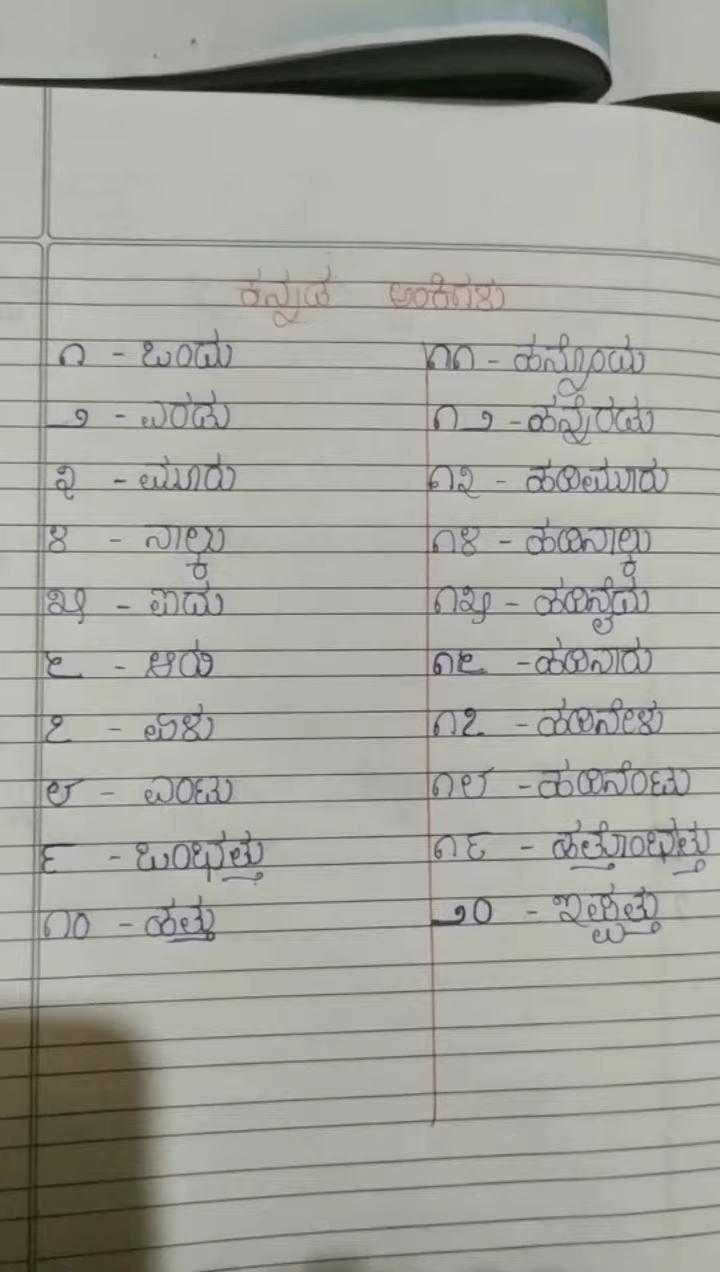 ಕನ್ನಡ ಅಂಕಿಗಳು
೧ - ಒಂದು
೨ - ಎರಡು
೩ - ಮೂರು
೪ - ನಾಲ್ಕು
೫ - ಐದು
೬ - ಆರು
೭ - ಏಳು
೮ - ಎಂಟು
೯ - ಒಂಭತ್ತು
೧೦ - ಹತ್ತು
೧೧ - ಹನ್ನೊಂದು
೧೨ - ಹನ್ನೆರಡು
೧೩ - ಹದಿಮೂರು
೧೪ - ಹದಿನಾಲ್ಕು
೧೫ - ಹದಿನೈದು
೧೬ - ಹದಿನಾರು
೧೭ - ಹದಿನೇಳು
೧೮ - ಹದಿನೆಂಟು
೧೯ - ಹತ್ತೊಂಭತ್ತು
೨೦ - ಇಪ್ಪತ್ತು